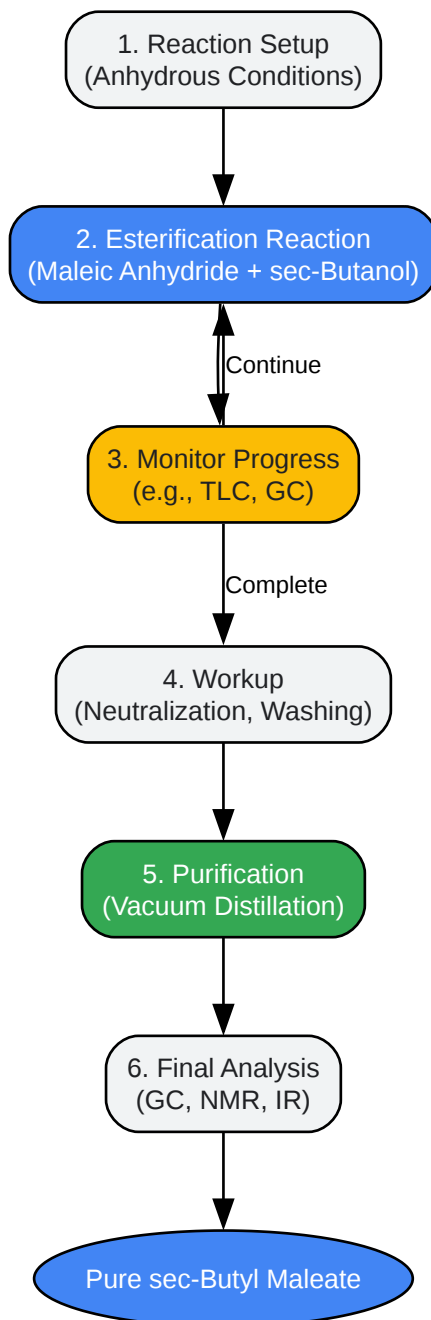 1. Reaction Setup
(Anhydrous Conditions)
2. Esterification Reaction
(Maleic Anhydride + sec-Butanol)
Continue
3. Monitor Progress
(e.g., TLC, GC)
Complete
4. Workup
(Neutralization, Washing)
5. Purification
(Vacuum Distillation)
6. Final Analysis
(GC, NMR, IR)
Pure sec-Butyl Maleate